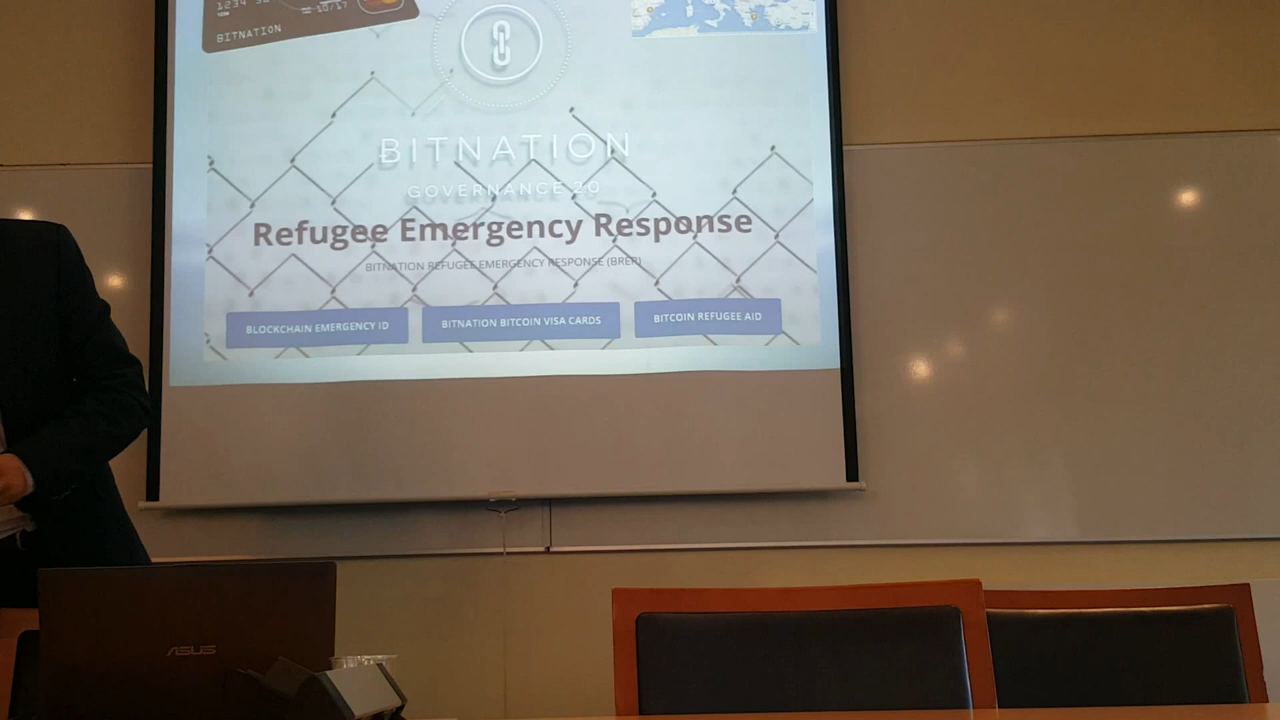 BITNATION
BITNATION
GOVERNANCE 2.0
Refugee Emergency Response
BITNATION REFUGEE EMERGENCY RESPONSE (BRER)
BLOCKCHAIN EMERGENCY ID
BITNATION BITCOIN VISA CARDS
BITCOIN REFUGEE AID
ASUS